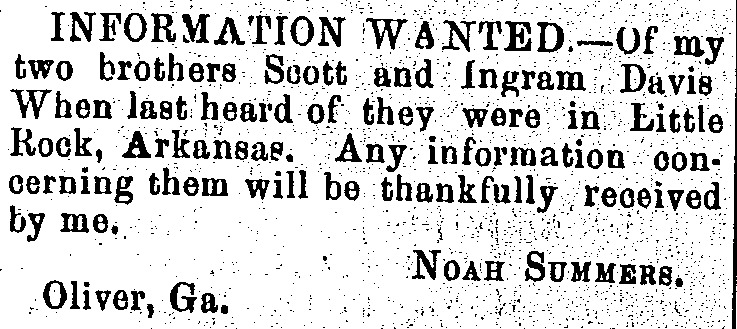 INFORMATION WANTED.—Of my
two brothers Scott and Ingram Davis
When last heard of they were in Little
Rock, Arkansas. Any information con-
cerning them will be thankfully received
by me.
NOAH SUMMERS.
Oliver, Ga.